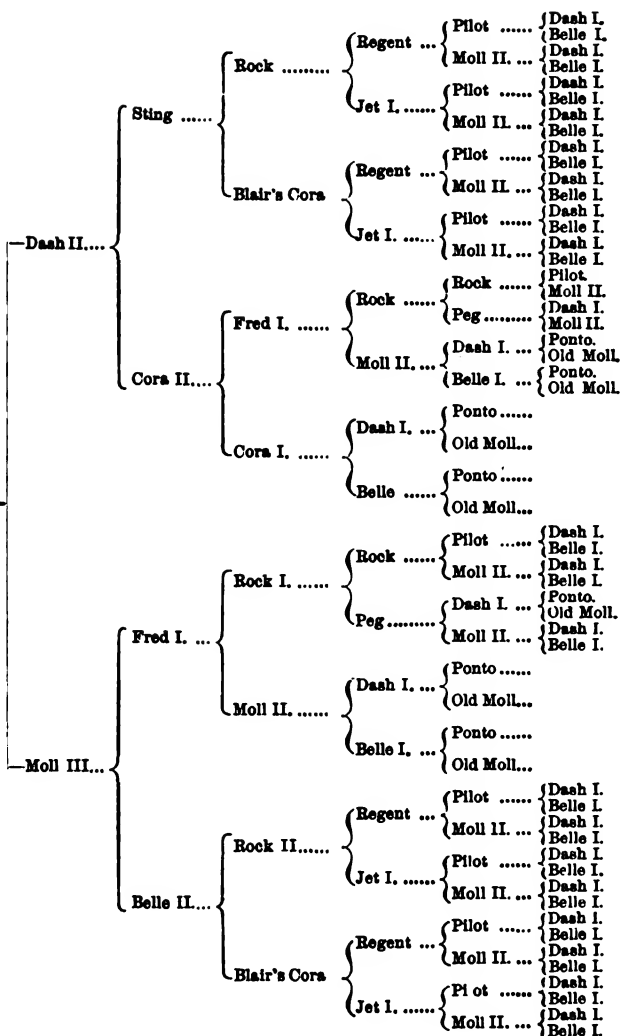 Dash II....
Sting ......
Rock .........
Regent ...
Pilot ......
Dash I.
Belle I.
Moll II. ...
Dash I.
Belle I.
Jet I. ......
Pilot ......
Dash I.
Belle I.
Moll II. ...
Dash I.
Belle I.
Blair's Cora
Regent ...
Pilot ......
Dash I.
Belle I.
Moll II. ...
Dash I.
Belle I.
Jet I. ......
Pilot ......
Dash I.
Belle I.
Moll II. ...
Dash I.
Belle I.
Cora II....
Fred I. ......
Rock ......
Rock ......
Pilot.
Moll II.
Peg .........
Dash I.
Moll II.
Moll II. ...
Dash I. ...
Ponto.
Old Moll.
Belle I. ...
Ponto.
Old Moll.
Cora I. ......
Dash I. ...
Ponto ......
Old Moll...
Belle ......
Ponto ......
Old Moll...
Moll III...
Fred I. ...
Rock I. ......
Rock ......
Pilot ......
Dash I.
Belle I.
Moll II. ...
Dash I.
Belle I.
Peg .........
Dash I. ...
Ponto.
Old Moll.
Moll II. ...
Dash I.
Belle I.
Moll II. ......
Dash I. ...
Ponto ......
Old Moll...
Belle I. ...
Ponto ......
Old Moll...
Belle II....
Rock II......
Regent ...
Pilot ......
Dash I.
Belle I.
Moll II. ...
Dash I.
Belle I.
Jet I. ......
Pilot ......
Dash I.
Belle I.
Moll II. ...
Dash I.
Belle I.
Blair's Cora
Regent ...
Pilot ......
Dash I.
Belle I.
Moll II. ...
Dash I.
Belle I.
Jet I. ......
Pi ot ......
Dash I.
Belle I.
Moll II. ...
Dash I.
Belle I.